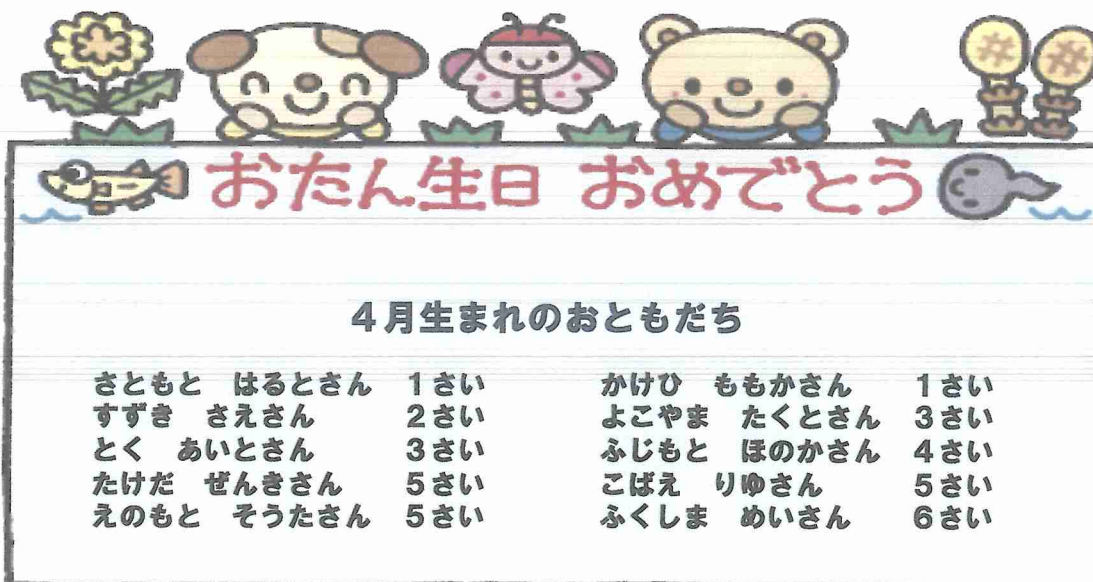 おたん生日 おめでとう
4月生まれのおともだち
さともと はるとさん 1さい かけひ ももかさん 1さい
すずき さえさん 2さい よこやま たくとさん 3さい
とく あいとさん 3さい ふじもと ほのかさん 4さい
たけだ ぜんきさん 5さい こばえ りゆさん 5さい
えのもと そうたさん 5さい ふくしま めいさん 6さい